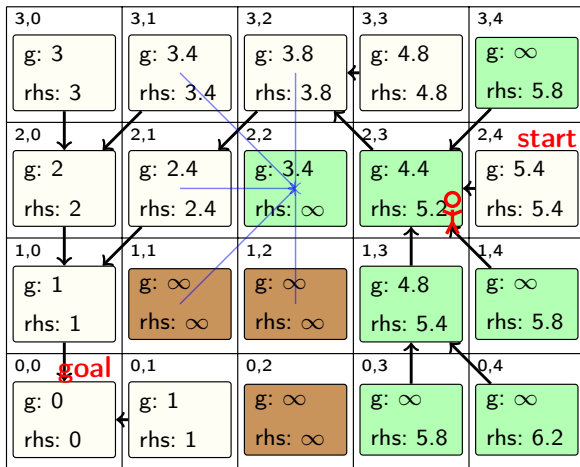 3,0 3,1 3,2 3,3 3,4
g: 3 g: 3.4 g: 3.8 g: 4.8 g: ∞
rhs: 3 rhs: 3.4 rhs: 3.8 rhs: 4.8 rhs: 5.8
2,0 2,1 2,2 2,3 2,4 start
g: 2 g: 2.4 g: 3.4 g: 4.4 g: 5.4
rhs: 2 rhs: 2.4 rhs: ∞ rhs: 5.2 rhs: 5.4
1,0 1,1 1,2 1,3 1,4
g: 1 g: ∞ g: ∞ g: 4.8 g: ∞
rhs: 1 rhs: ∞ rhs: ∞ rhs: 5.4 rhs: 5.8
0,0 goal 0,1 0,2 0,3 0,4
g: 0 g: 1 g: ∞ g: ∞ g: ∞
rhs: 0 rhs: 1 rhs: ∞ rhs: 5.8 rhs: 6.2